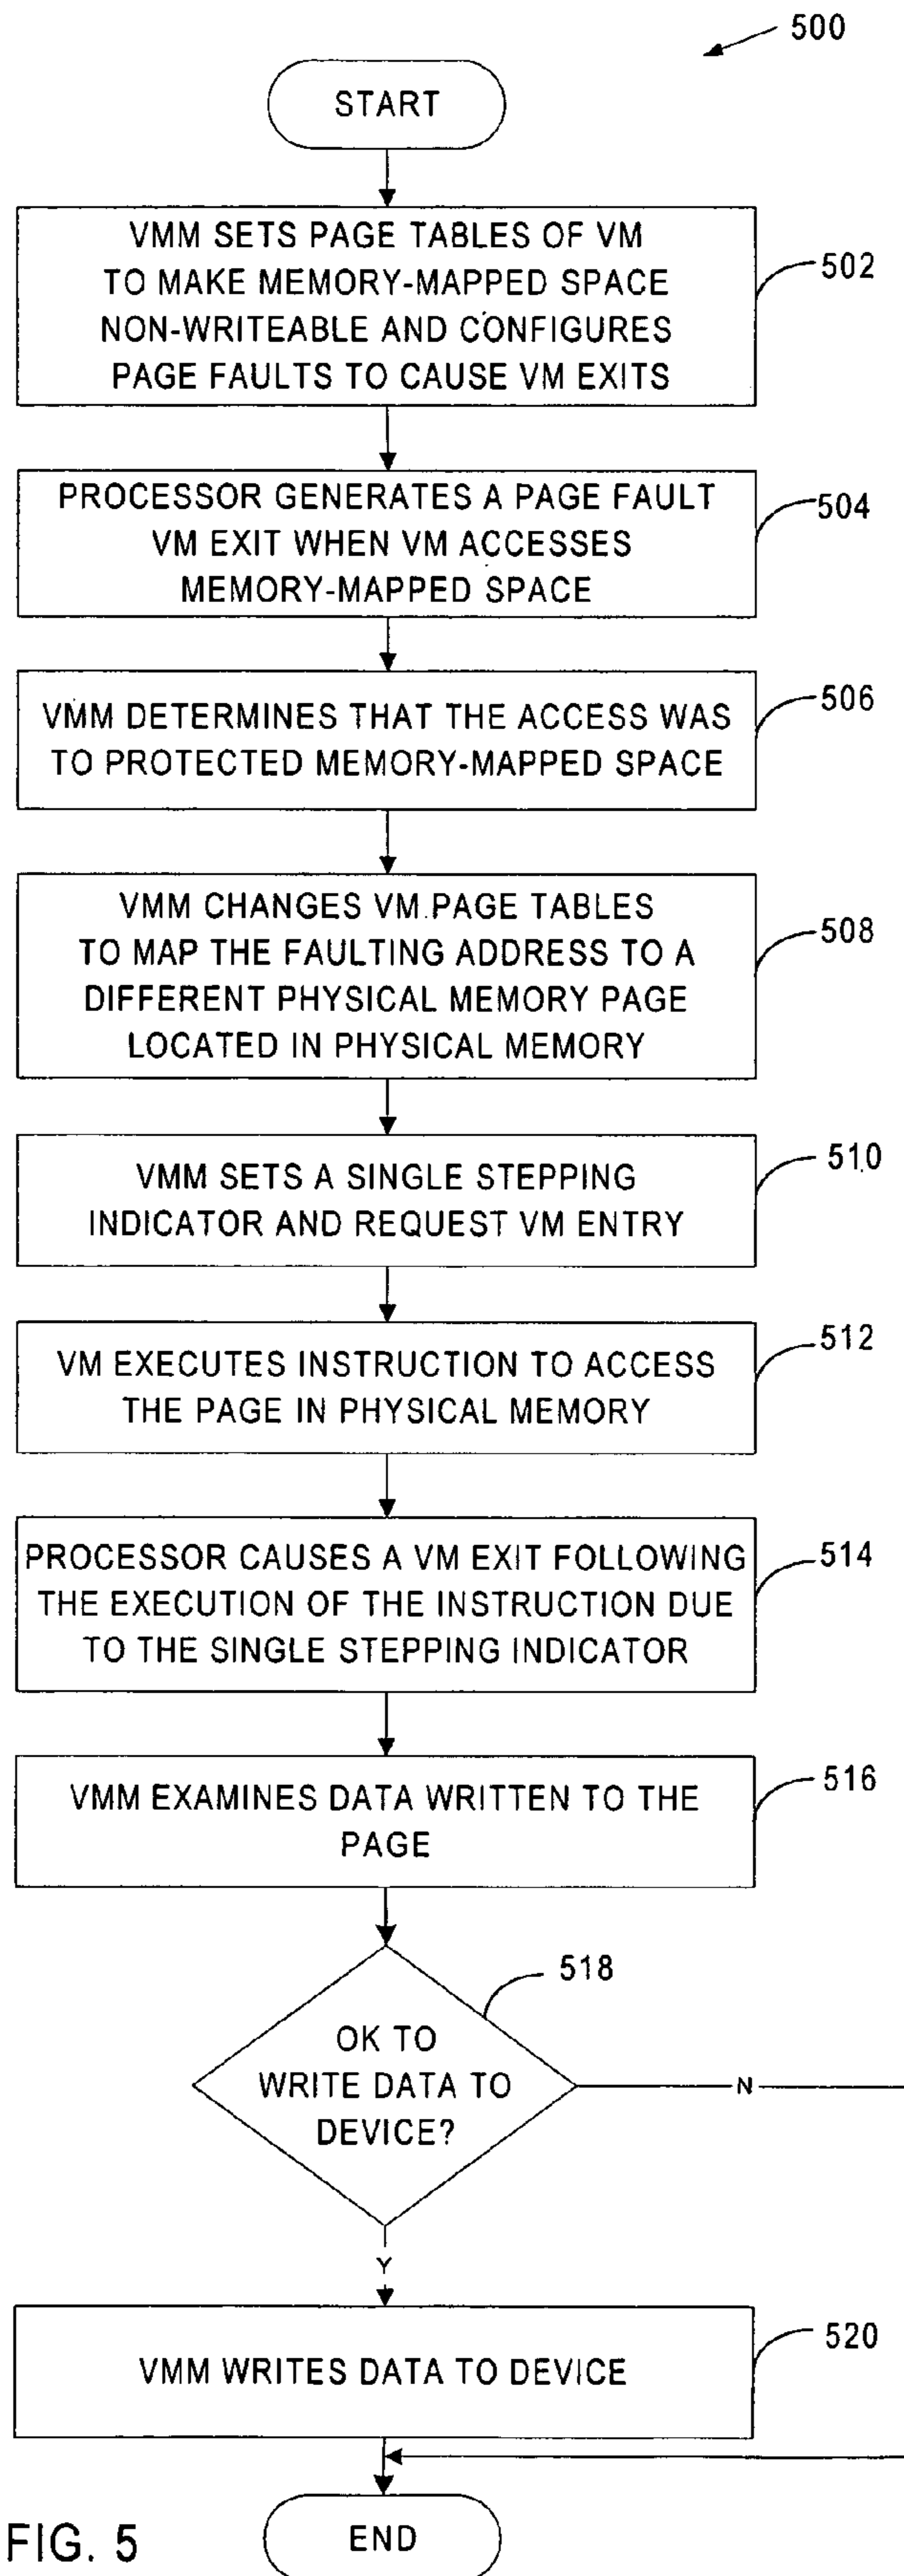 500
START
VMM SETS PAGE TABLES OF VM
TO MAKE MEMORY-MAPPED SPACE
NON-WRITEABLE AND CONFIGURES
PAGE FAULTS TO CAUSE VM EXITS
502
PROCESSOR GENERATES A PAGE FAULT
VM EXIT WHEN VM ACCESSES
MEMORY-MAPPED SPACE
504
VMM DETERMINES THAT THE ACCESS WAS
TO PROTECTED MEMORY-MAPPED SPACE
506
VMM CHANGES VM PAGE TABLES
TO MAP THE FAULTING ADDRESS TO A
DIFFERENT PHYSICAL MEMORY PAGE
LOCATED IN PHYSICAL MEMORY
508
VMM SETS A SINGLE STEPPING
INDICATOR AND REQUEST VM ENTRY
510
VM EXECUTES INSTRUCTION TO ACCESS
THE PAGE IN PHYSICAL MEMORY
512
PROCESSOR CAUSES A VM EXIT FOLLOWING
THE EXECUTION OF THE INSTRUCTION DUE
TO THE SINGLE STEPPING INDICATOR
514
VMM EXAMINES DATA WRITTEN TO THE
PAGE
516
518
OK TO
WRITE DATA TO
DEVICE?
N
Y
VMM WRITES DATA TO DEVICE
520
END
FIG. 5